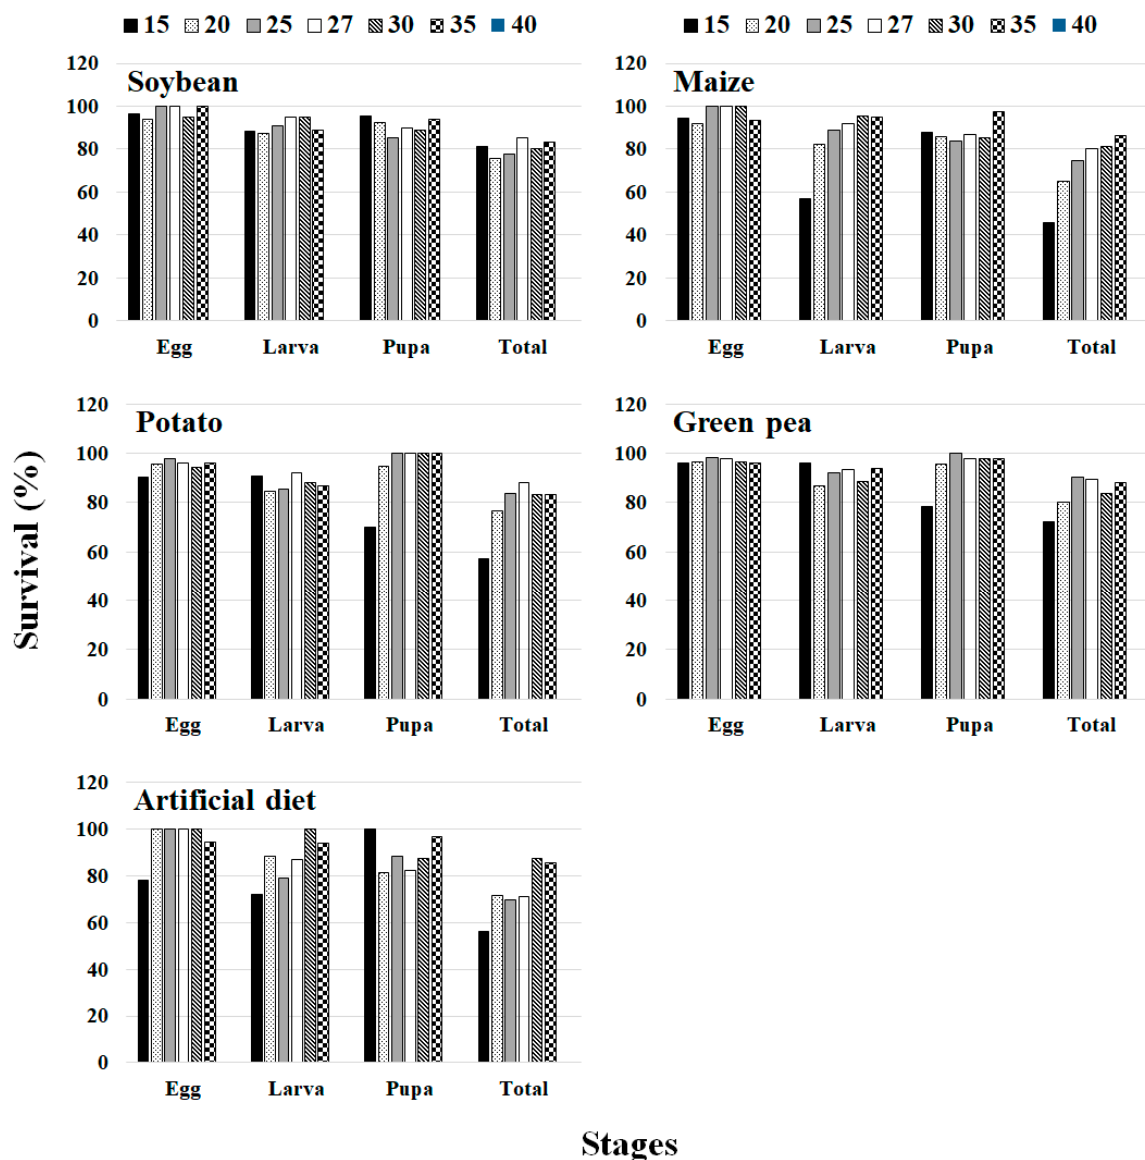 15 20 25 27 30 35 40
15 20 25 27 30 35 40
Soybean
120
100
80
60
40
20
0
Egg Larva Pupa Total
Maize
120
100
80
60
40
20
0
Egg Larva Pupa Total
Survival (%)
Potato
120
100
80
60
40
20
0
Egg Larva Pupa Total
Green pea
120
100
80
60
40
20
0
Egg Larva Pupa Total
Artificial diet
120
100
80
60
40
20
0
Egg Larva Pupa Total
Stages